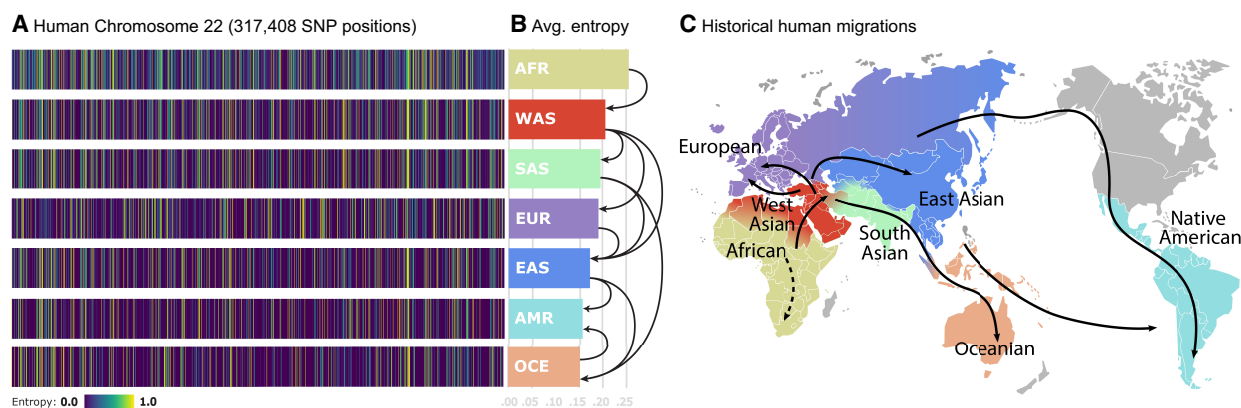 A Human Chromosome 22 (317,408 SNP positions)
B Avg. entropy
C Historical human migrations
AFR
WAS
SAS
EUR
EAS
AMR
OCE
Entropy: 0.0 1.0
.00 .05 .10 .15 .20 .25
European
West
Asian
African
South
Asian
East Asian
Oceanian
Native
American